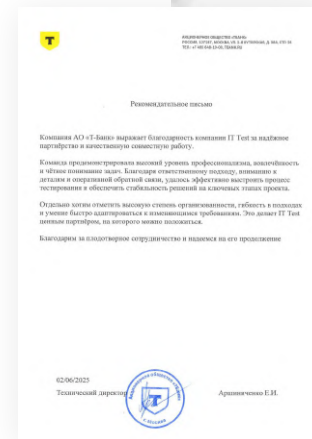 АКЦИОНЕРНОЕ ОБЩЕСТВО «ТБАНК»
Рекомендательное письмо
Компания АО «Т-Банк» выражает благодарность компании IT Test за надёжное
партнёрство и качественную совместную работу.
Команда продемонстрировала высокий уровень профессионализма, вовлечённость
и чёткое понимание задач. Благодаря ответственному подходу, вниманию к
деталям и оперативной обратной связи, удалось эффективно выстроить процесс
тестирования и обеспечить стабильность решений на ключевых этапах проекта.
Отдельно хотим отметить высокую степень организованности, гибкость в подходах
и умение быстро адаптироваться к изменяющимся требованиям. Это делает IT Test
ценным партнёром, на которого можно положиться.
Благодарим за плодотворное сотрудничество и надеемся на его продолжение
02/06/2025
Технический директор